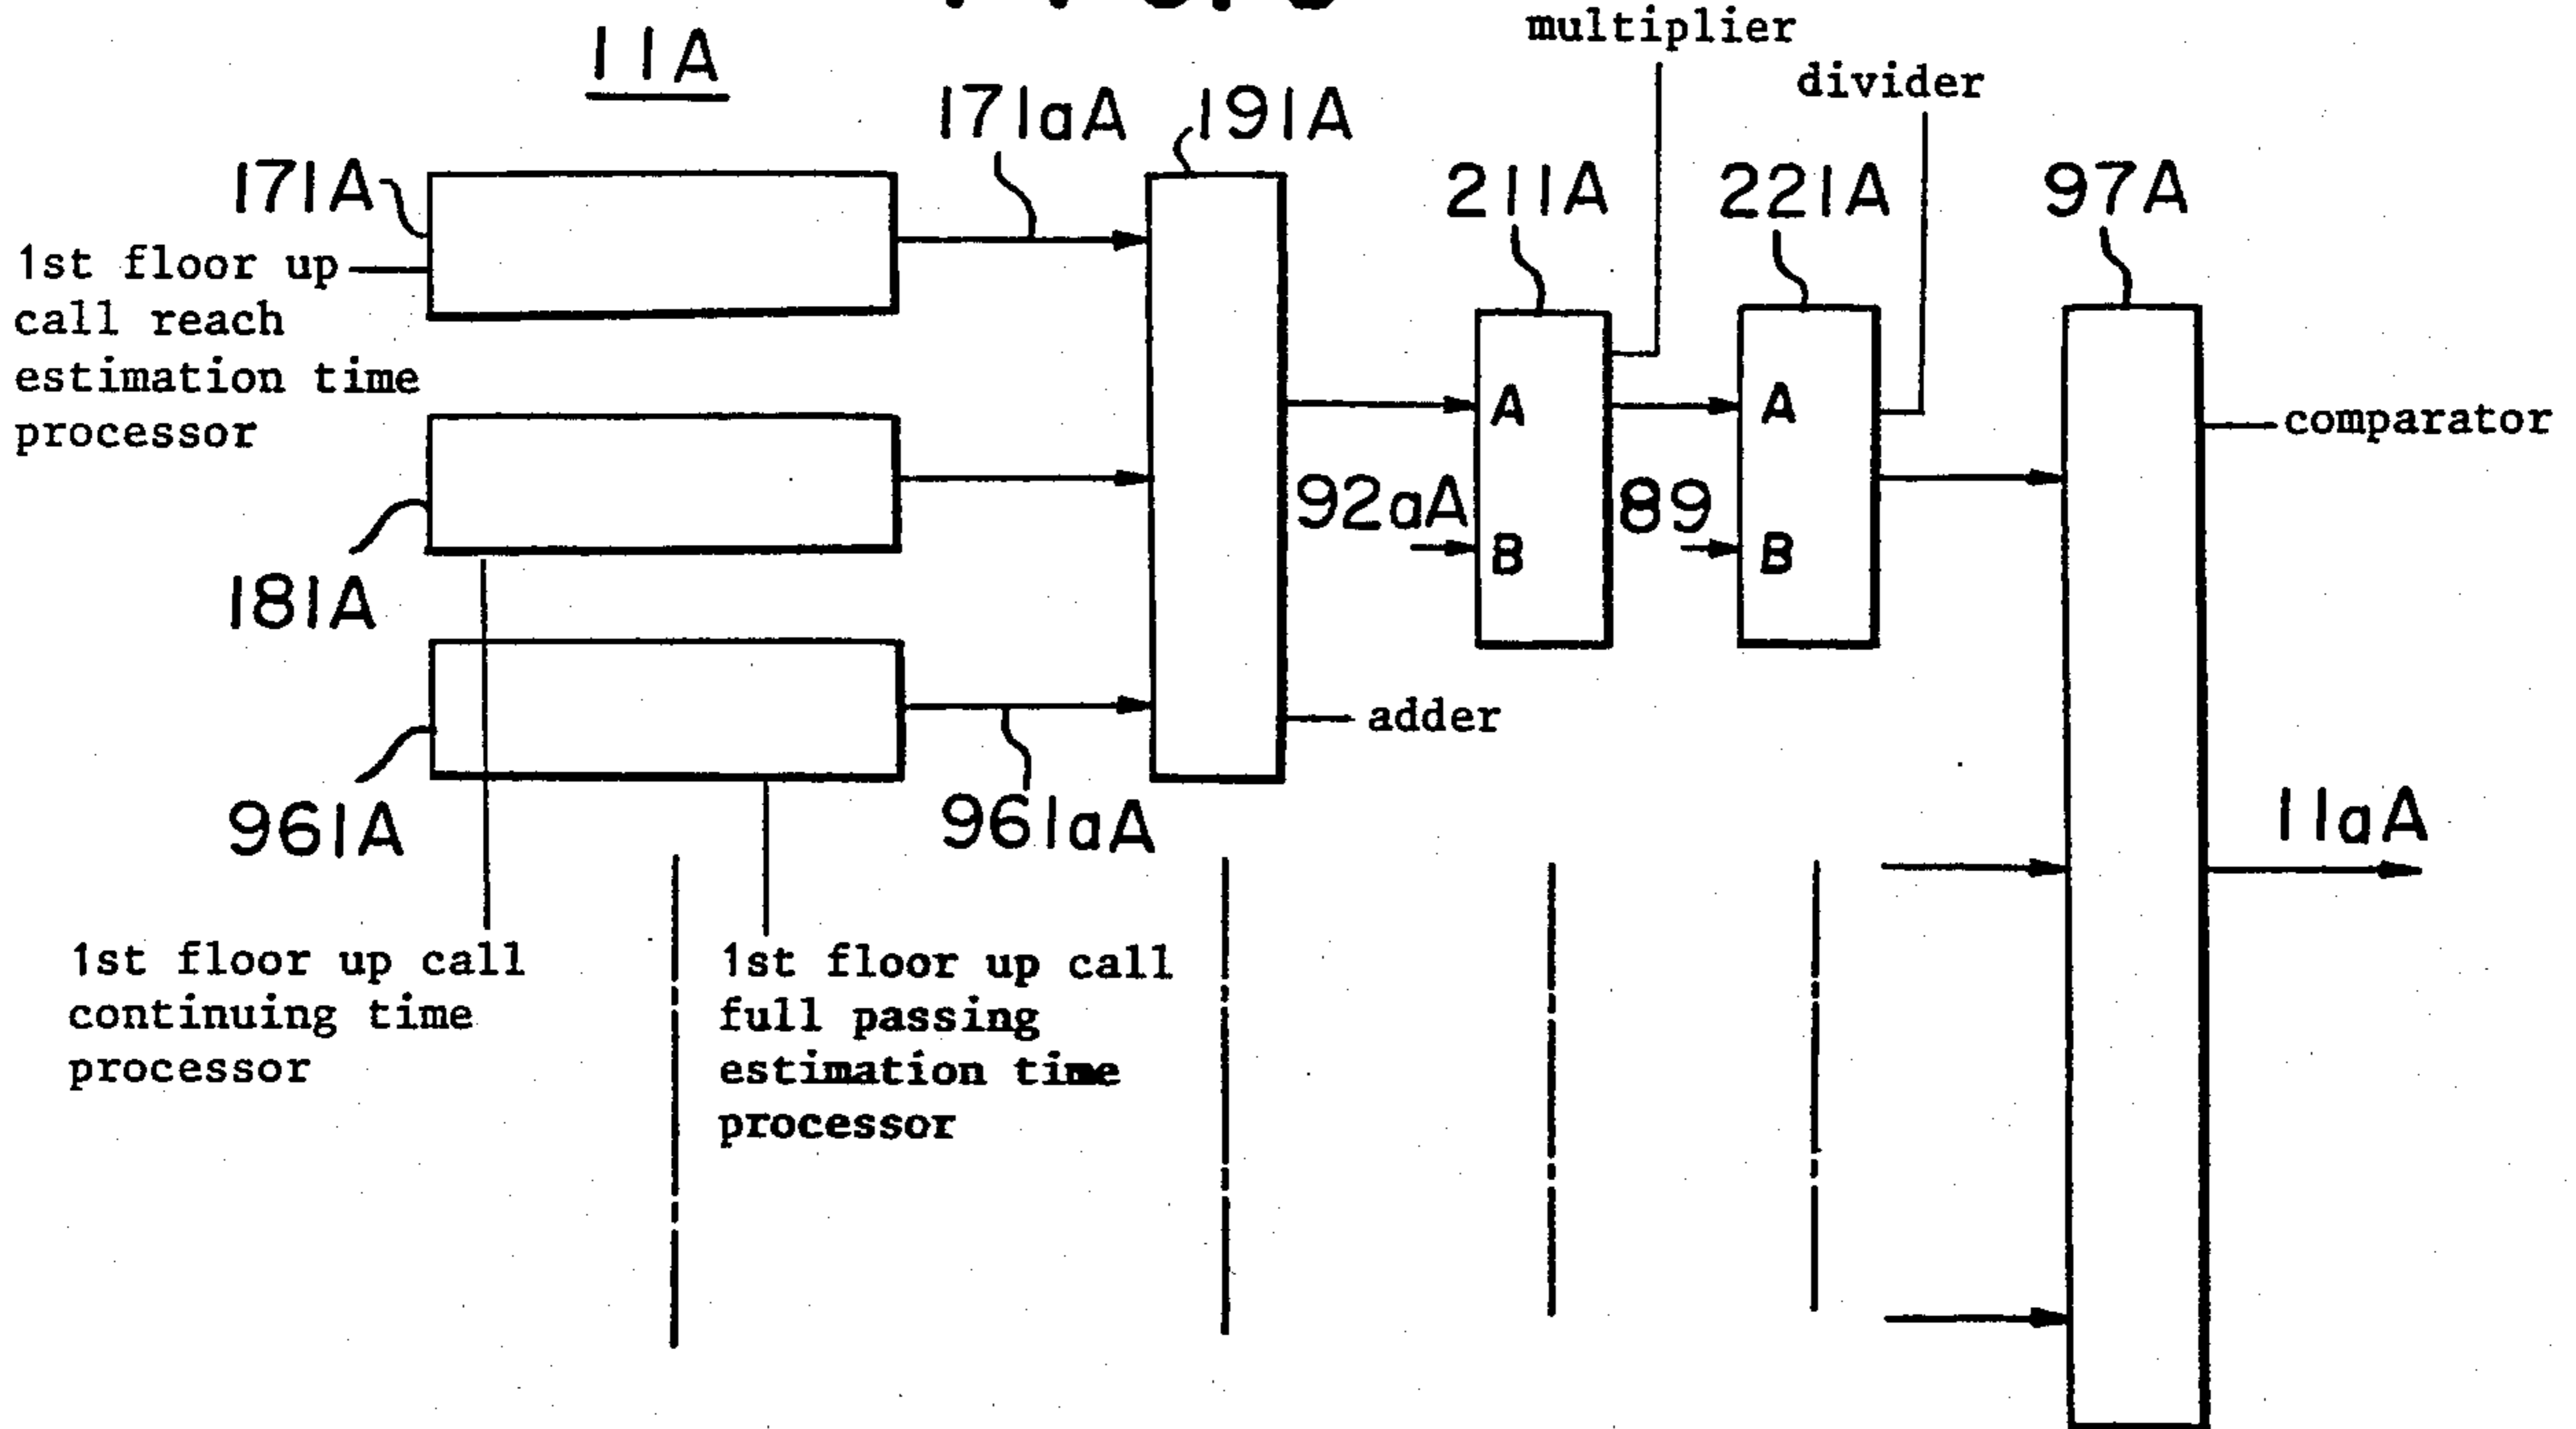 11A
multiplier
divider
171aA
191A
171A
211A
221A
97A
1st floor up
call reach
estimation time
processor
A
A
comparator
92aA
89
B
B
181A
adder
961A
961aA
11aA
1st floor up call
continuing time
processor
1st floor up call
full passing
estimation time
processor